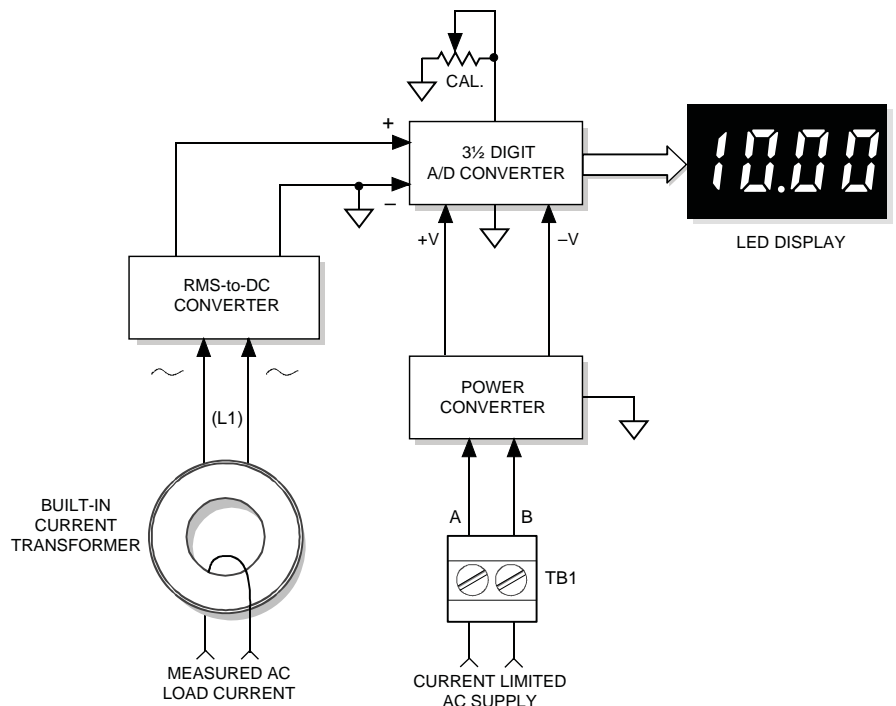 CAL.
+
3½ DIGIT
A/D CONVERTER
–
10.00
LED DISPLAY
+V
–V
RMS-to-DC
CONVERTER
POWER
CONVERTER
(L1)
BUILT-IN
CURRENT
TRANSFORMER
A
B
TB1
MEASURED AC
LOAD CURRENT
CURRENT LIMITED
AC SUPPLY